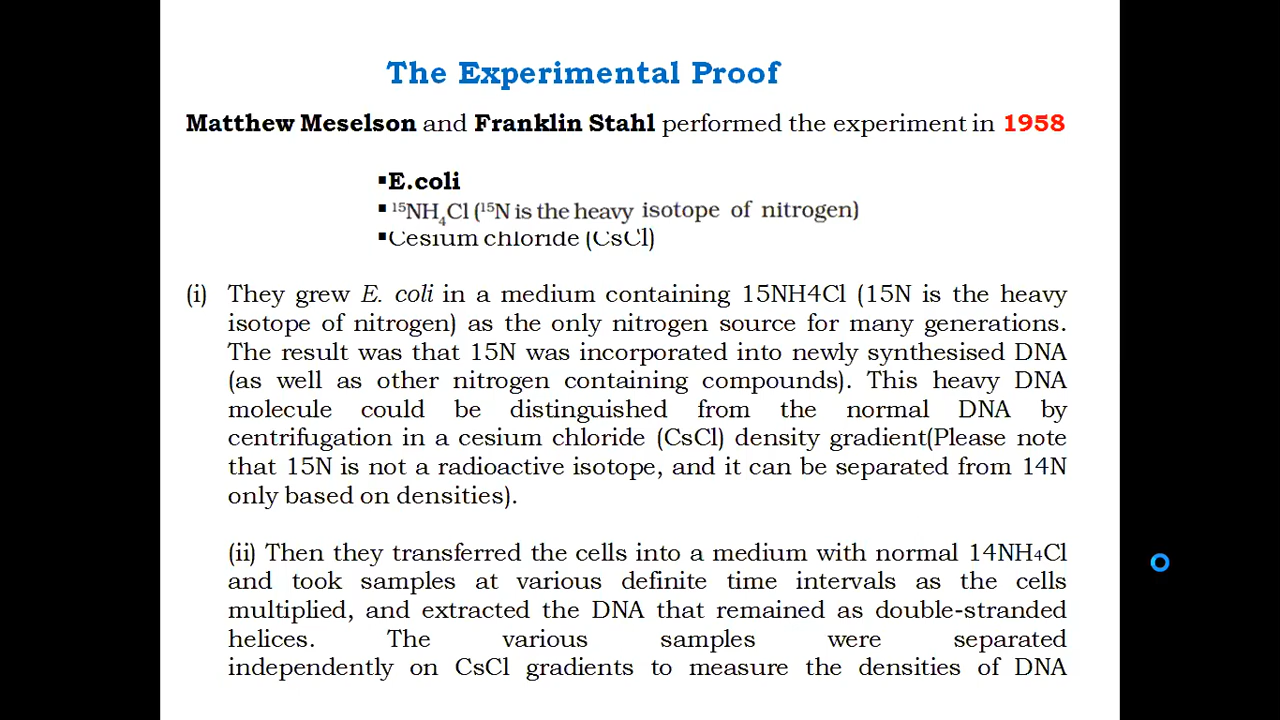 The Experimental Proof
Matthew Meselson and Franklin Stahl performed the experiment in 1958
▪E.coli
▪ ¹⁵NH₄Cl (¹⁵N is the heavy isotope of nitrogen)
▪Cesium chloride (CsCl)
(i) They grew E. coli in a medium containing 15NH4Cl (15N is the heavy
isotope of nitrogen) as the only nitrogen source for many generations.
The result was that 15N was incorporated into newly synthesised DNA
(as well as other nitrogen containing compounds). This heavy DNA
molecule could be distinguished from the normal DNA by
centrifugation in a cesium chloride (CsCl) density gradient(Please note
that 15N is not a radioactive isotope, and it can be separated from 14N
only based on densities).
(ii) Then they transferred the cells into a medium with normal 14NH₄Cl
and took samples at various definite time intervals as the cells
multiplied, and extracted the DNA that remained as double-stranded
helices. The various samples were separated
independently on CsCl gradients to measure the densities of DNA